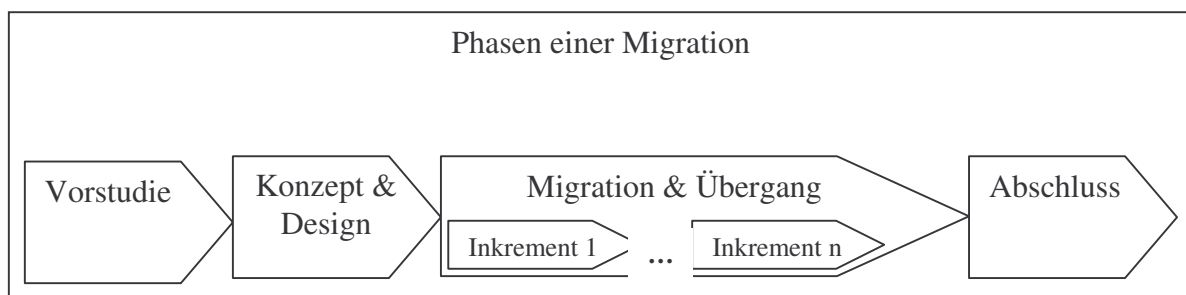 Phasen einer Migration
Vorstudie
Konzept &
Design
Migration & Übergang
Inkrement 1
...
Inkrement n
Abschluss